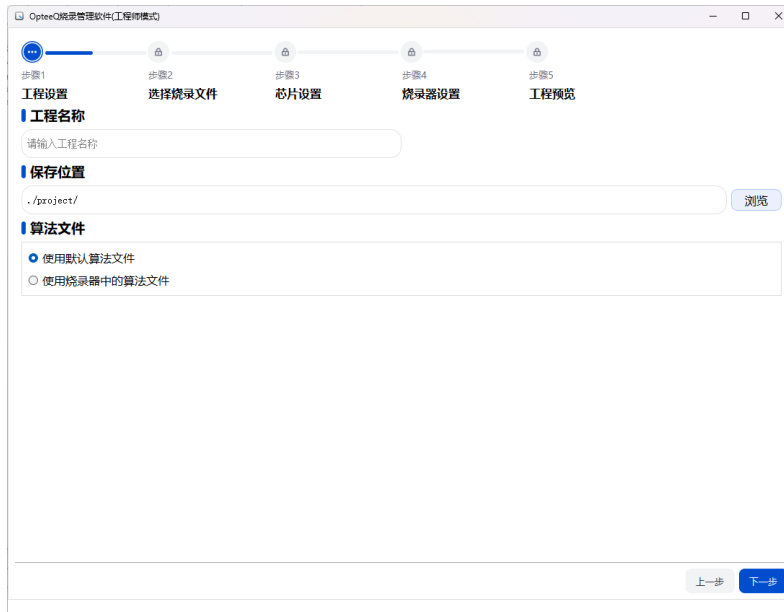 OpteeQ烧录管理软件(工程师模式)
步骤1 步骤2 步骤3 步骤4 步骤5
工程设置 选择烧录文件 芯片设置 烧录器设置 工程预览
工程名称
请输入工程名称
保存位置
./project/ 浏览
算法文件
使用默认算法文件
使用烧录器中的算法文件
上一步 下一步